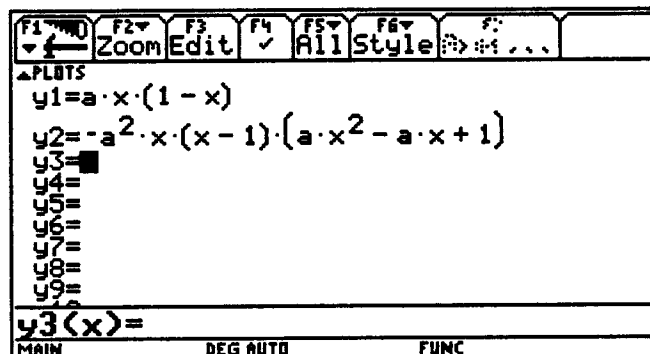 F1 F2 F3 F4 F5 F6
Zoom Edit ✓ All Style
PLOTS
y1=a·x·(1 - x)
y2=-a²·x·(x - 1)·(a·x² - a·x + 1)
y3=
y4=
y5=
y6=
y7=
y8=
y9=
y3(x)=
MAIN DEG AUTO FUNC